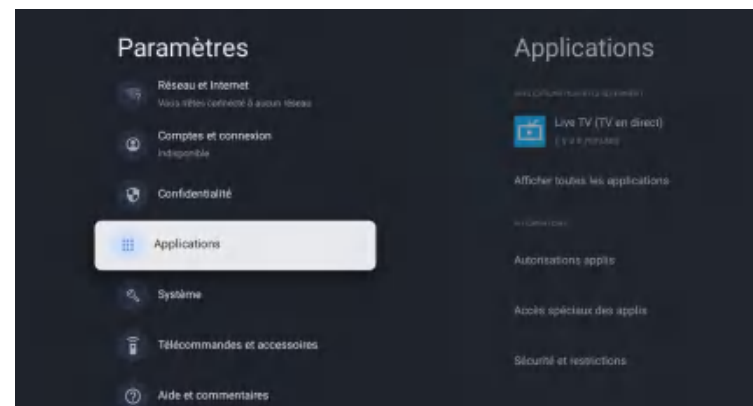 Paramètres
Réseau et Internet
Vous n'êtes connecté à aucun réseau
Comptes et connexion
Indisponible
Confidentialité
Applications
Système
Télécommandes et accessoires
Aide et commentaires
Applications
Live TV (TV en direct)
Afficher toutes les applications
Autorisations applis
Accès spéciaux des applis
Sécurité et restrictions